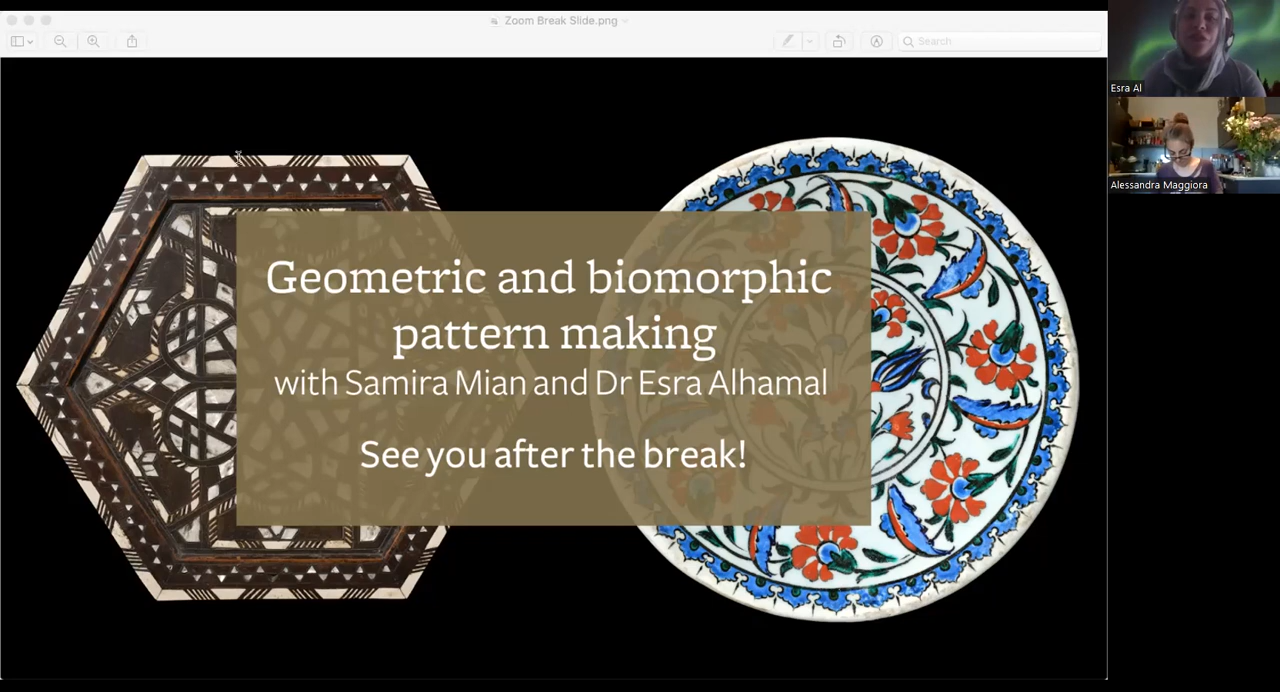 Zoom Break Slide.png
Search
Geometric and biomorphic
pattern making
with Samira Mian and Dr Esra Alhamal
See you after the break!
Esra Al
Alessandra Maggiora